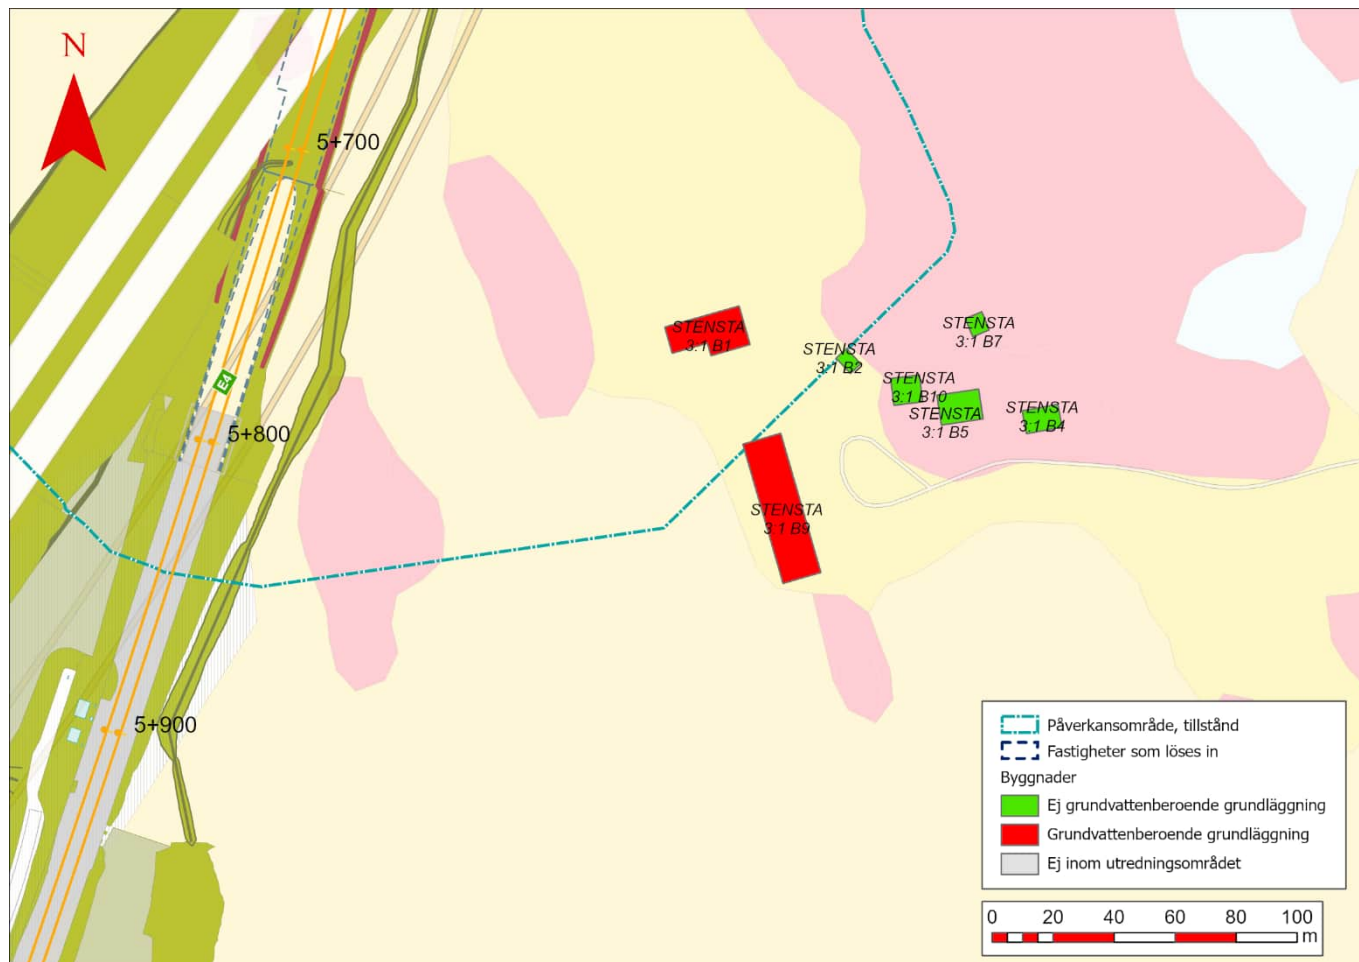 N
5+700
STENSTA
3:1 B1
STENSTA
3:1 B7
STENSTA
3:1 B2
STENSTA
3:1 B10
STENSTA
3:1 B5
STENSTA
3:1 B4
E4
5+800
STENSTA
3:1 B9
5+900
Påverkansområde, tillstånd
Fastigheter som löses in
Byggnader
Ej grundvattenberoende grundläggning
Grundvattenberoende grundläggning
Ej inom utredningsområdet
0 20 40 60 80 100
m